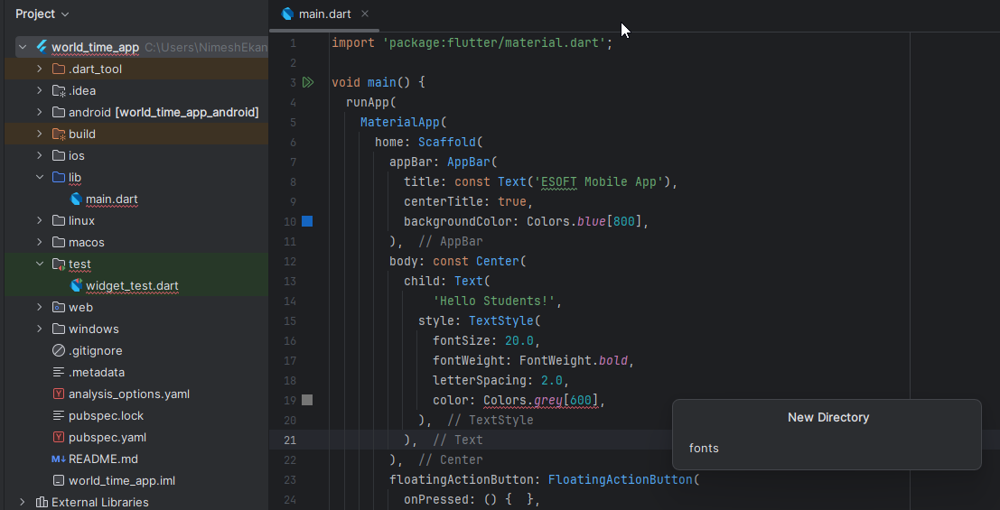 Project
main.dart
world_time_app C:\Users\NimeshEkan
.dart_tool
.idea
android [world_time_app_android]
build
ios
lib
main.dart
linux
macos
test
widget_test.dart
web
windows
.gitignore
.metadata
analysis_options.yaml
pubspec.lock
pubspec.yaml
README.md
world_time_app.iml
External Libraries
1 import 'package:flutter/material.dart';
2
3 void main() {
4 runApp(
5 MaterialApp(
6 home: Scaffold(
7 appBar: AppBar(
8 title: const Text('ESOFT Mobile App'),
9 centerTitle: true,
10 backgroundColor: Colors.blue[800],
11 ), // AppBar
12 body: const Center(
13 child: Text(
14 'Hello Students!',
15 style: TextStyle(
16 fontSize: 20.0,
17 fontWeight: FontWeight.bold,
18 letterSpacing: 2.0,
19 color: Colors.grey[600],
20 ), // TextStyle
21 ), // Text
22 ), // Center
23 floatingActionButton: FloatingActionButton(
24 onPressed: () { },
New Directory
fonts